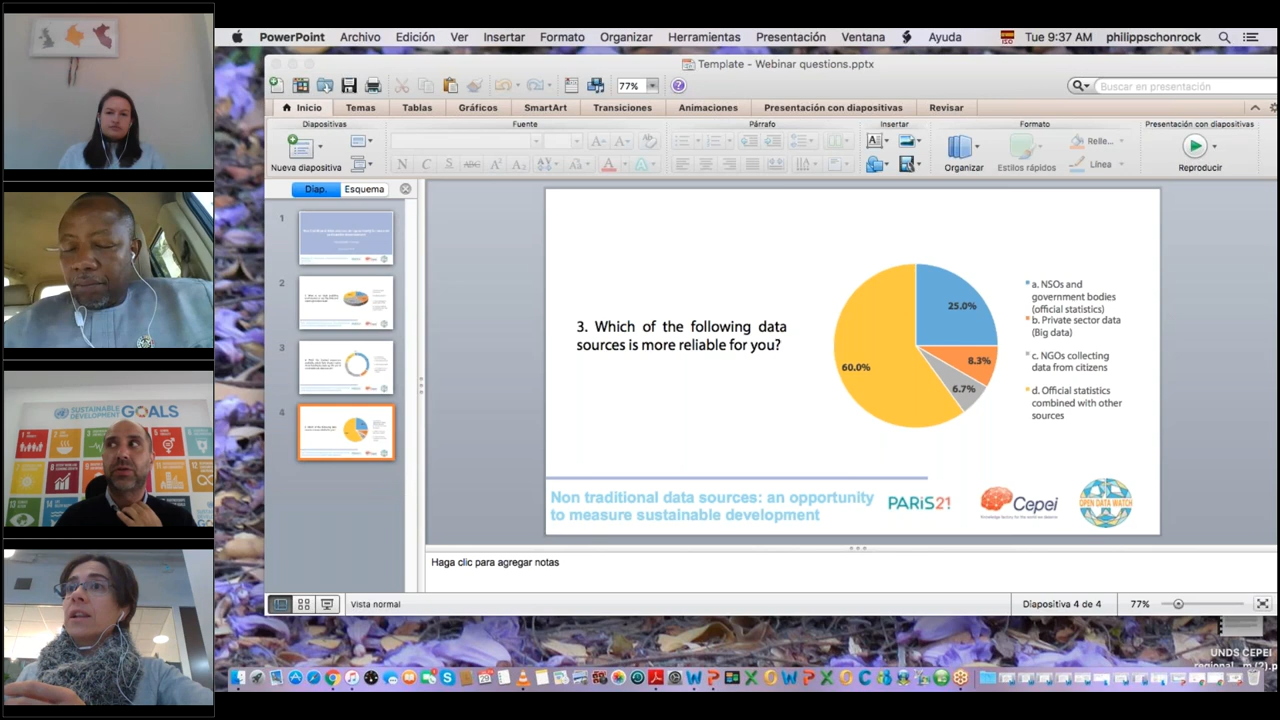 PowerPoint Archivo Edición Ver Insertar Formato Organizar Herramientas Presentación Ventana Ayuda
Tue 9:37 AM philippschonrock
Template - Webinar questions.pptx
77%
Buscar en presentación
Inicio Temas Tablas Gráficos SmartArt Transiciones Animaciones Presentación con diapositivas Revisar
Diapositivas Fuente Párrafo Insertar Formato Presentación con diapositivas
Nueva diapositiva
Organizar
Estilos rápidos
Relle...
Línea
Reproducir
Diap. Esquema
1
2
3
4
3. Which of the following data
sources is more reliable for you?
25.0%
8.3%
6.7%
60.0%
a. NSOs and
government bodies
(official statistics)
b. Private sector data
(Big data)
c. NGOs collecting
data from citizens
d. Official statistics
combined with other
sources
Non traditional data sources: an opportunity
to measure sustainable development
PARIS21
Cepei
OPEN DATA WATCH
Haga clic para agregar notas
Vista normal
Diapositiva 4 de 4
77%
UNDS CEPEI
SUSTAINABLE DEVELOPMENT
GOALS